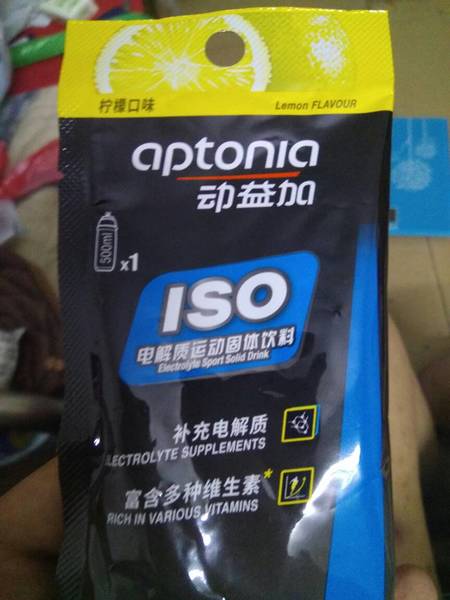 柠檬口味
Lemon FLAVOUR
aptonia
动益加
500ml
x1
ISO
电解质运动固体饮料
Electrolyte Sport Solid Drink
补充电解质
ELECTROLYTE SUPPLEMENTS
富含多种维生素*
RICH IN VARIOUS VITAMINS